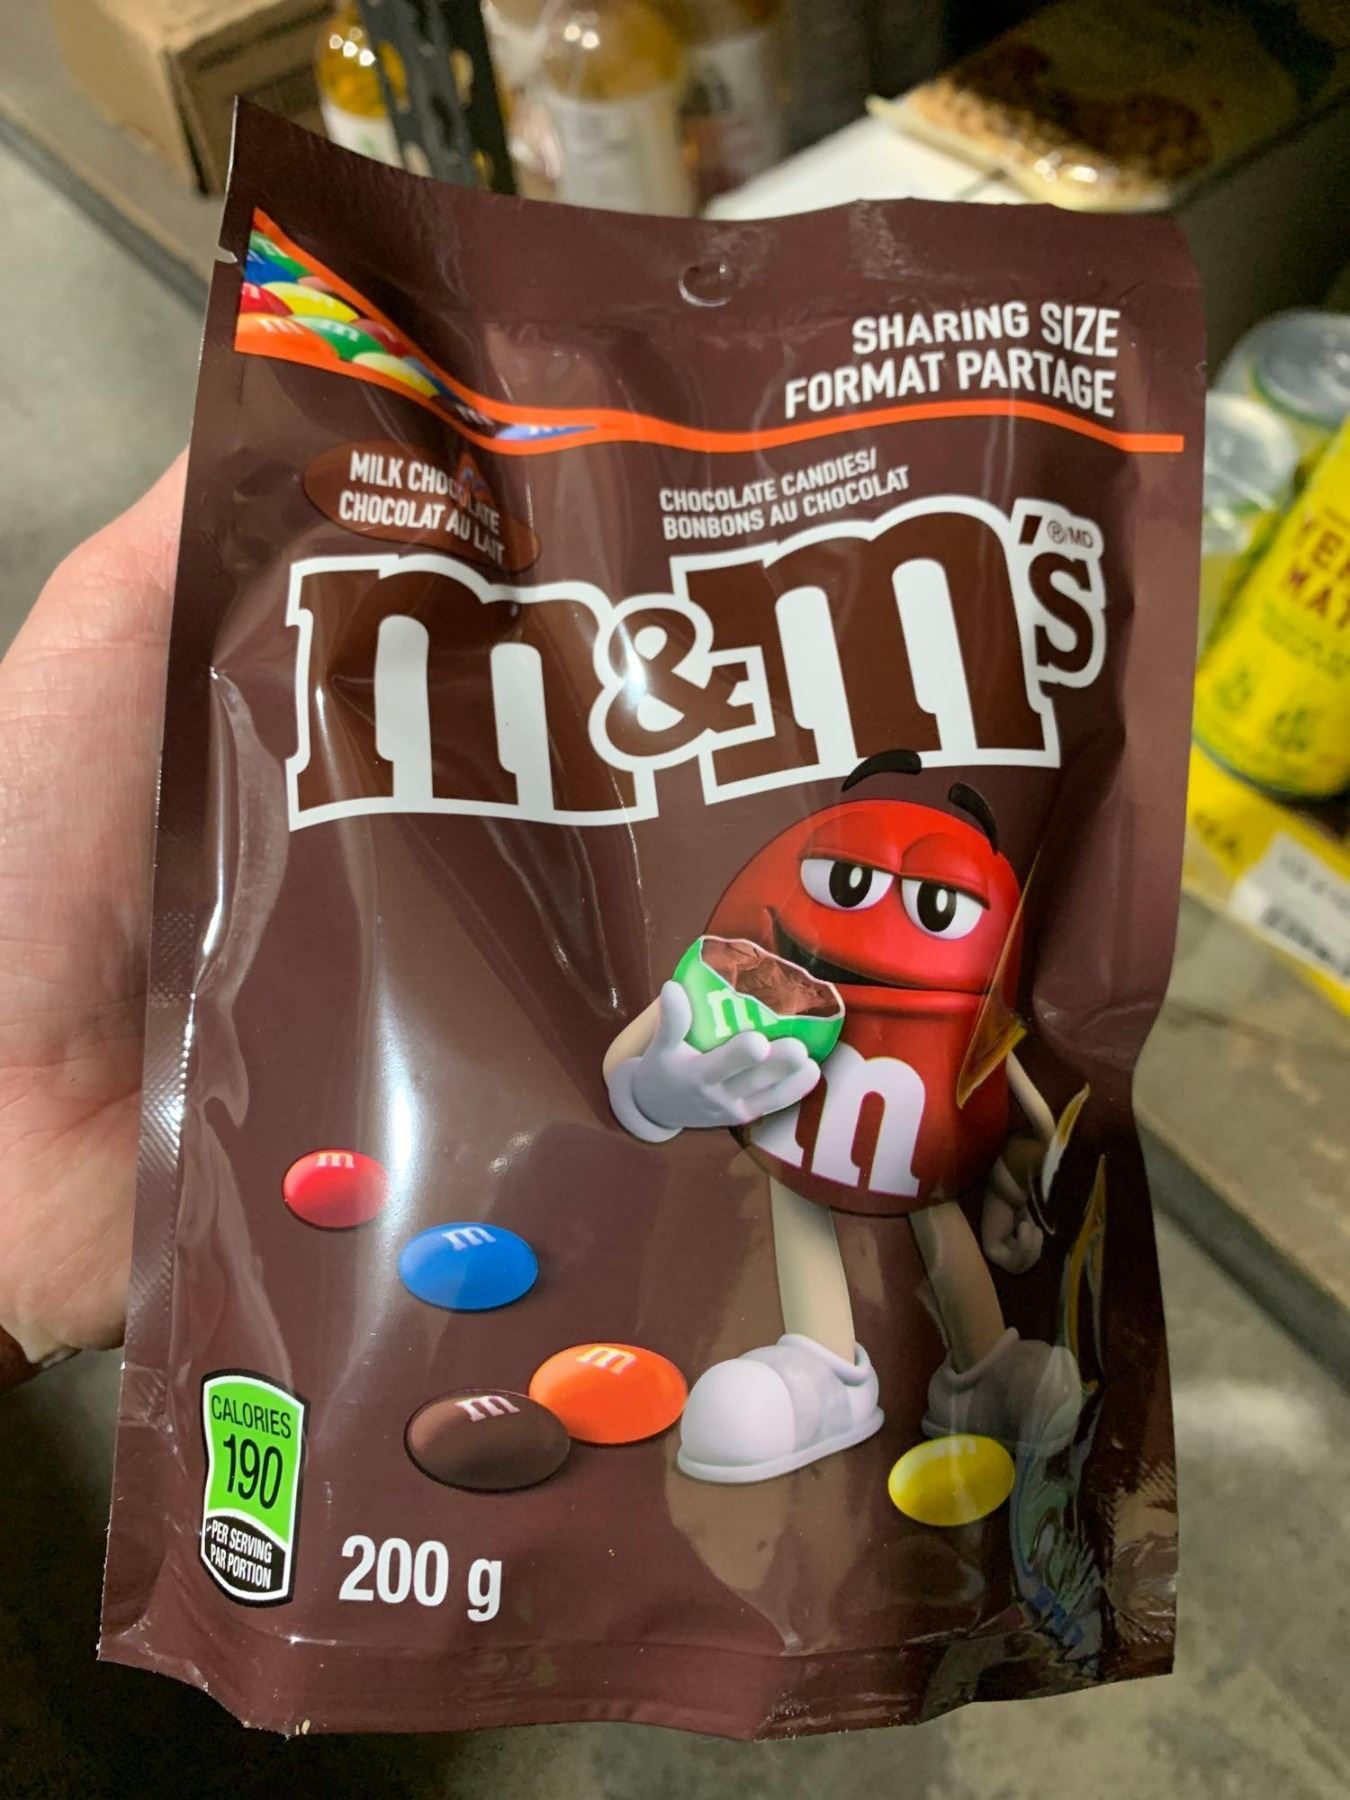 SHARING SIZE
FORMAT PARTAGE
MILK CHOCOLATE
CHOCOLAT AU LAIT
CHOCOLATE CANDIES/
BONBONS AU CHOCOLAT
m&m's ®/MD
m
m
m
m
m
m
m
CALORIES
190
PER SERVING
PAR PORTION
200 g